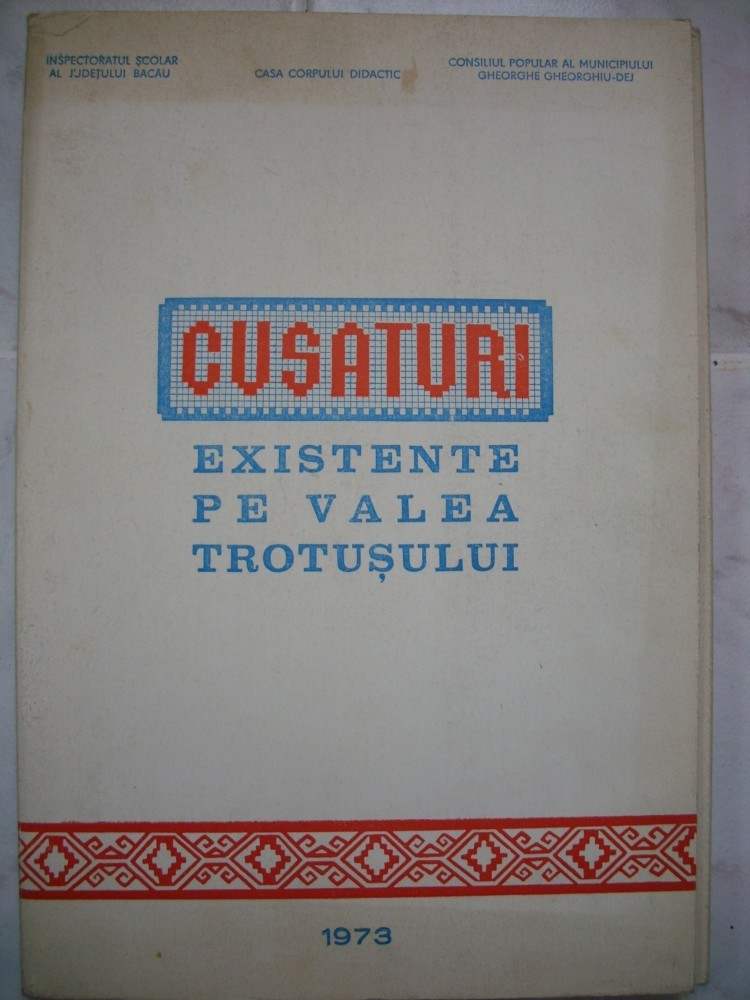 INSPECTORATUL ȘCOLAR
AL JUDEȚULUI BACĂU
CASA CORPULUI DIDACTIC
CONSILIUL POPULAR AL MUNICIPIULUI
GHEORGHE GHEORGHIU-DEJ
CUSATURI
EXISTENTE
PE VALEA
TROTUȘULUI
1973